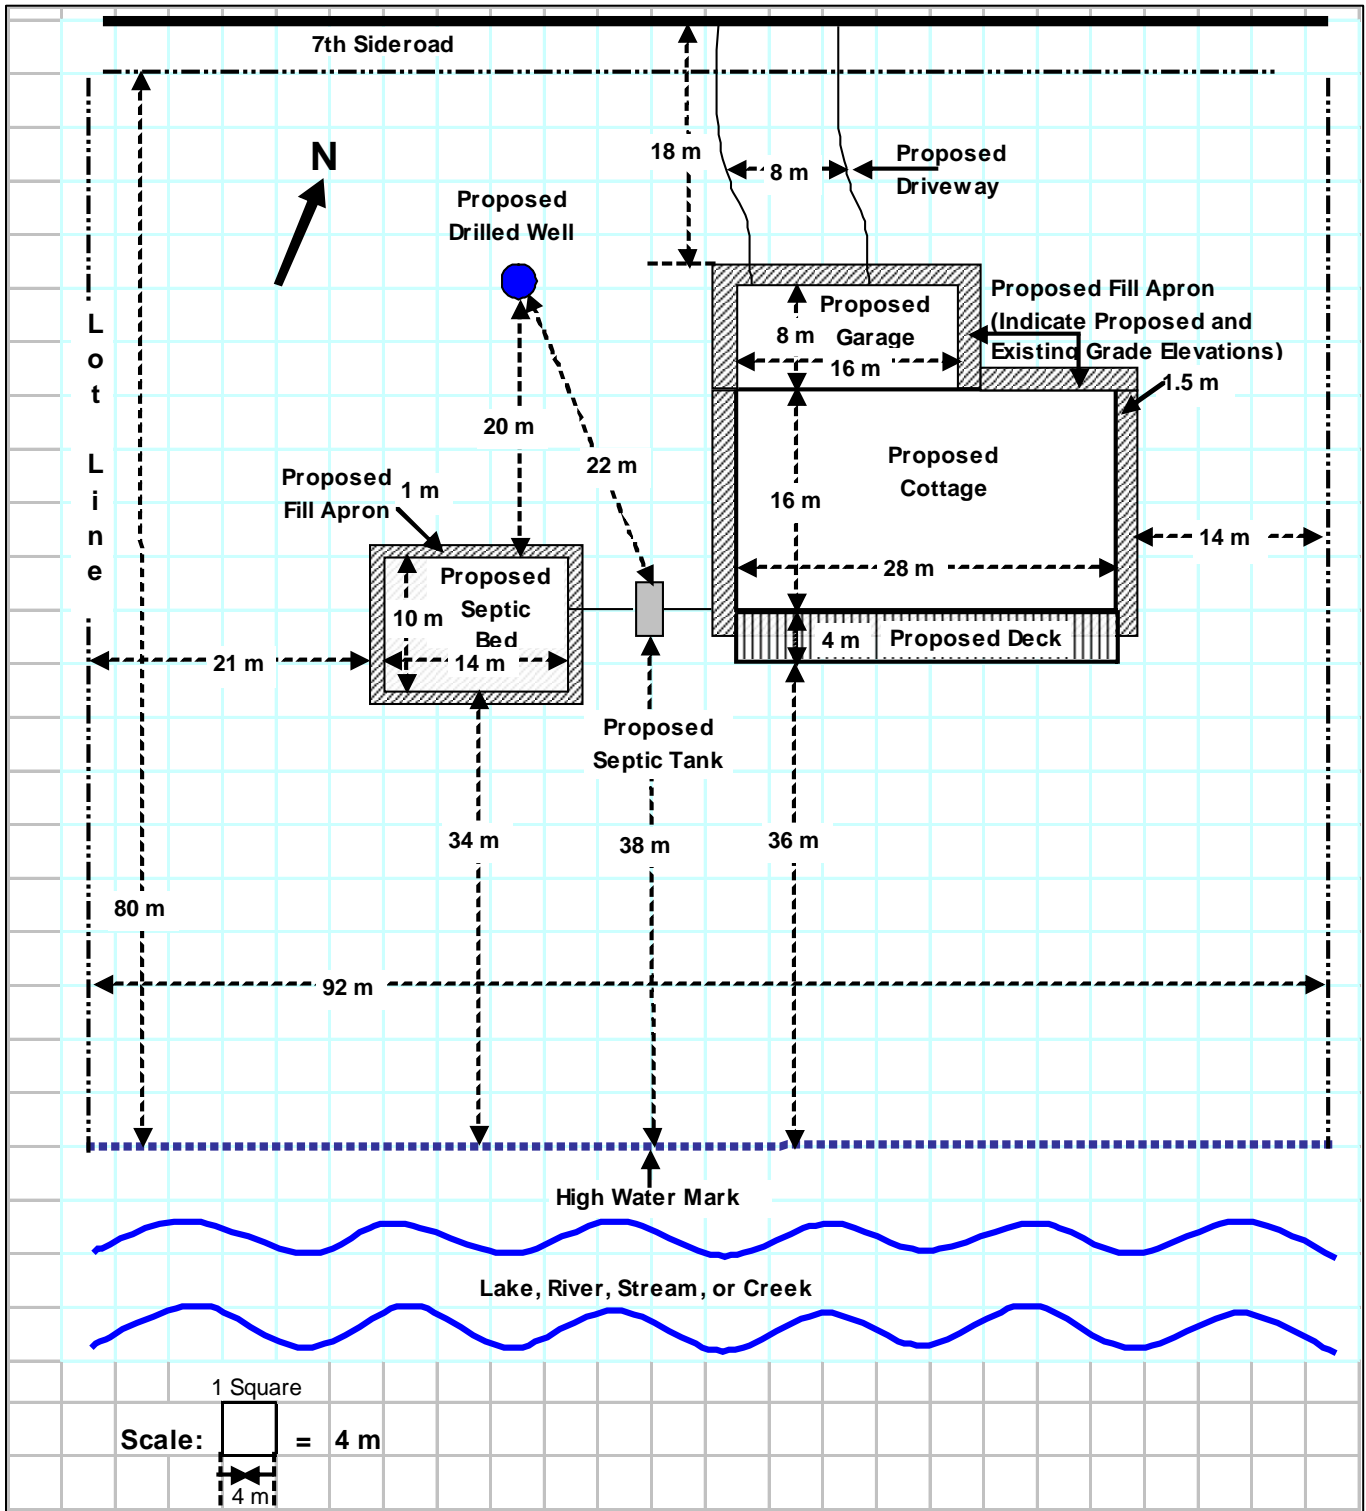 7th Sideroad
N
18 m
8 m
Proposed
Driveway
Proposed
Drilled Well
Proposed Fill Apron
(Indicate Proposed and
Existing Grade Elevations)
1.5 m
Proposed
Garage
8 m
16 m
Lot Line
20 m
22 m
Proposed
Cottage
16 m
28 m
14 m
Proposed
Fill Apron
1 m
Proposed
Septic
Bed
10 m
14 m
21 m
4 m
Proposed Deck
Proposed
Septic Tank
34 m
38 m
36 m
80 m
92 m
High Water Mark
Lake, River, Stream, or Creek
1 Square
Scale: = 4 m
4 m